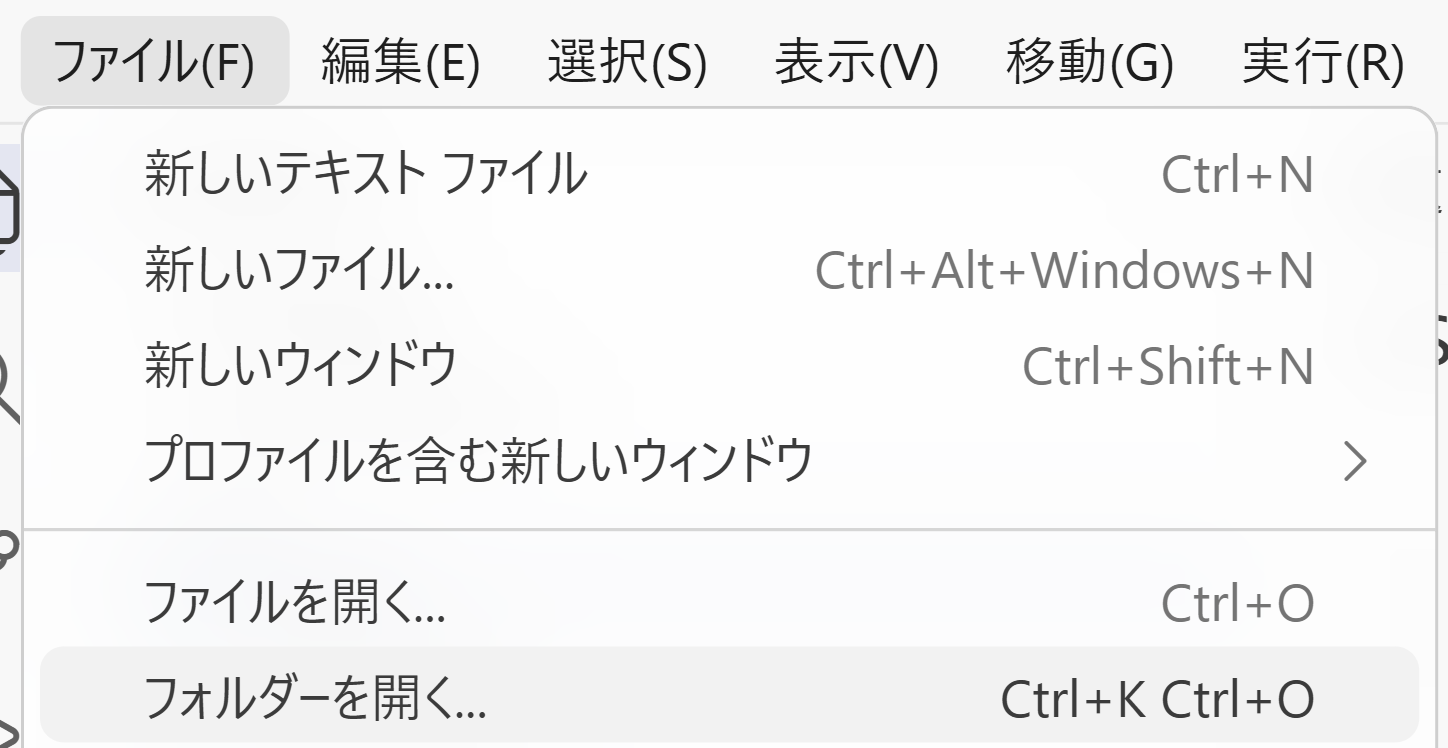 ファイル(F) 編集(E) 選択(S) 表示(V) 移動(G) 実行(R)
新しいテキスト ファイル Ctrl+N
新しいファイル... Ctrl+Alt+Windows+N
新しいウィンドウ Ctrl+Shift+N
プロファイルを含む新しいウィンドウ
ファイルを開く... Ctrl+O
フォルダーを開く... Ctrl+K Ctrl+O